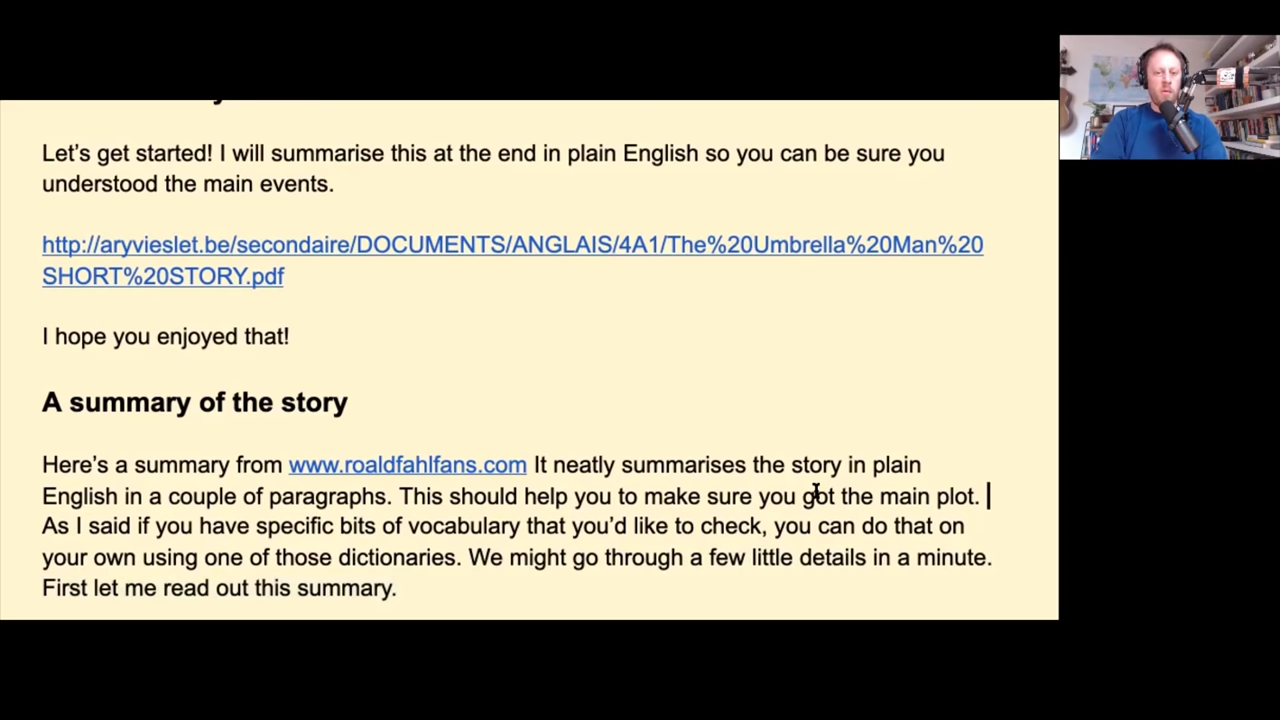 Let's get started! I will summarise this at the end in plain English so you can be sure you
understood the main events.
http://aryvieslet.be/secondaire/DOCUMENTS/ANGLAIS/4A1/The%20Umbrella%20Man%20
SHORT%20STORY.pdf
I hope you enjoyed that!
A summary of the story
Here's a summary from www.roaldfahlfans.com It neatly summarises the story in plain
English in a couple of paragraphs. This should help you to make sure you got the main plot.
As I said if you have specific bits of vocabulary that you'd like to check, you can do that on
your own using one of those dictionaries. We might go through a few little details in a minute.
First let me read out this summary.